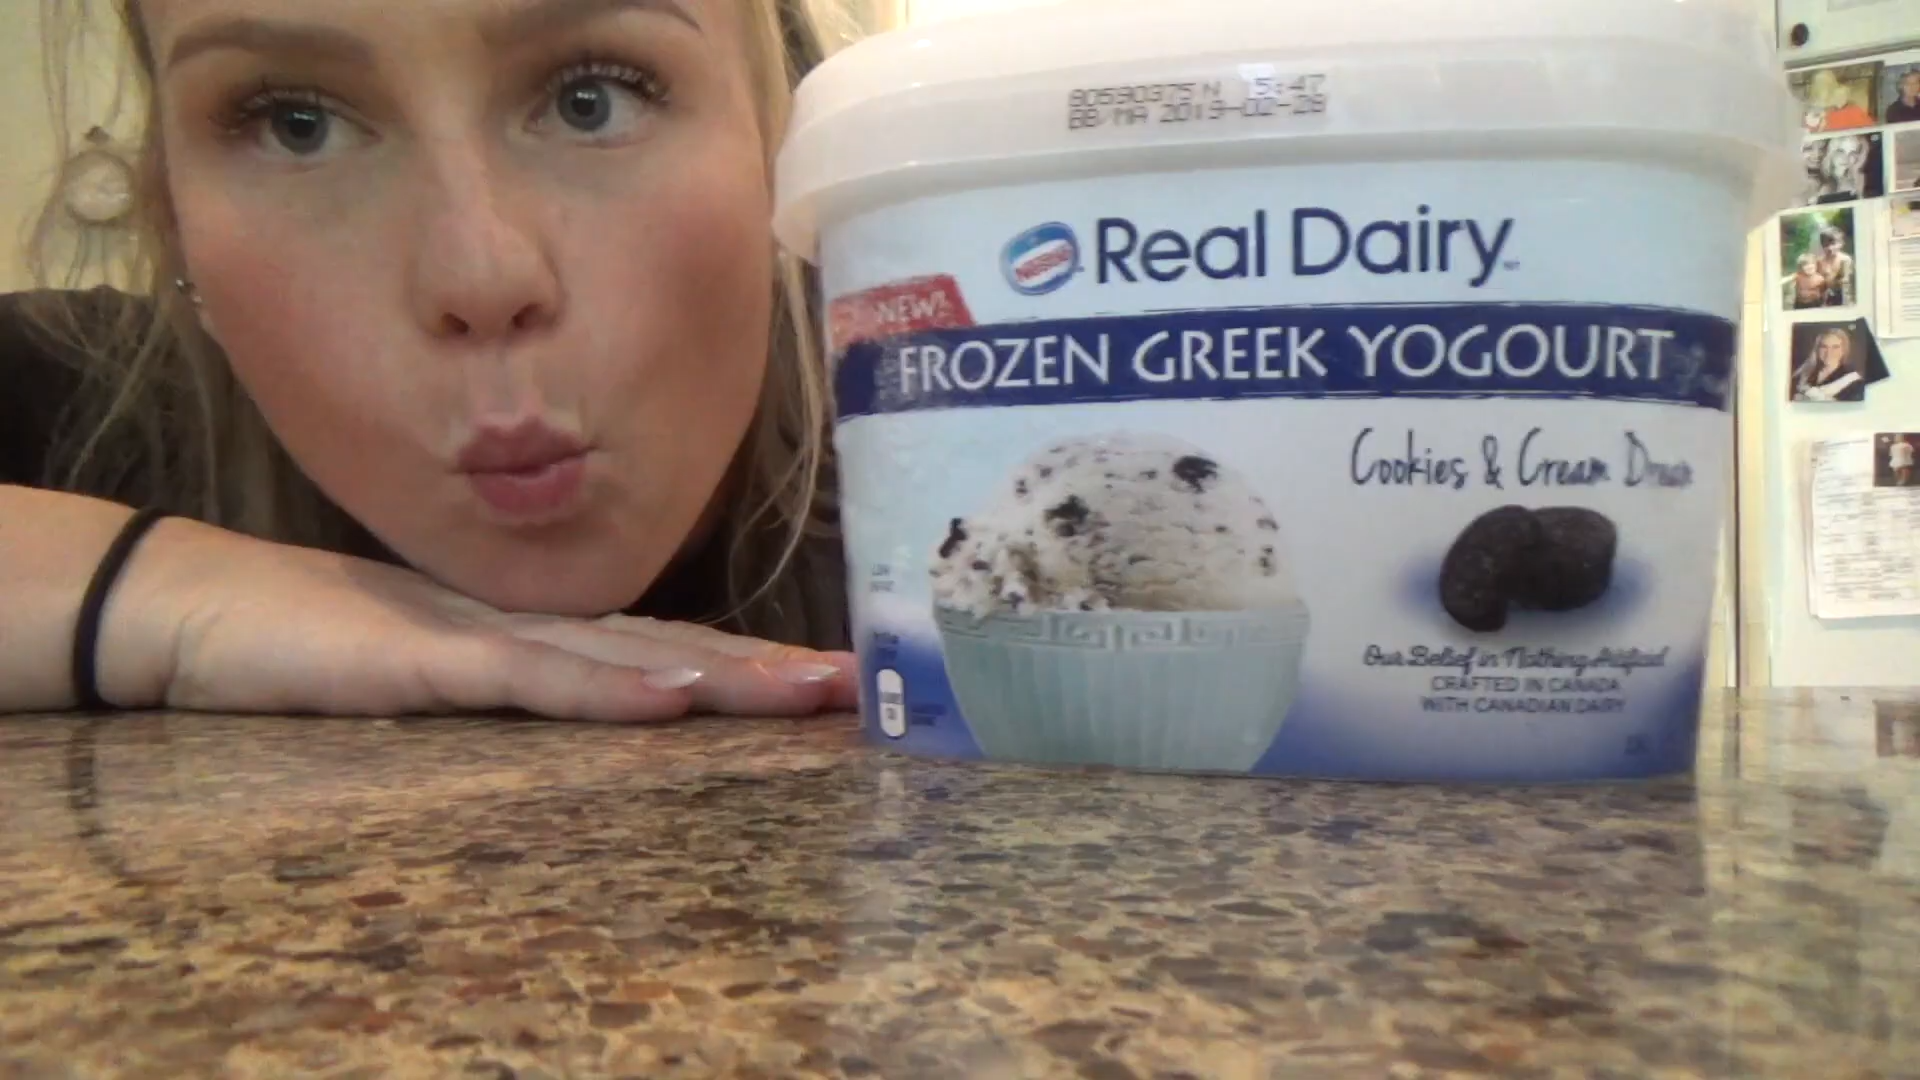 80590375 N 15:47
BB/MA 2019-02-28
Nestlé Real Dairy
NEW!
FROZEN GREEK YOGOURT
Cookies & Cream Dream
Our Belief in Nothing Artificial
CRAFTED IN CANADA
WITH CANADIAN DAIRY